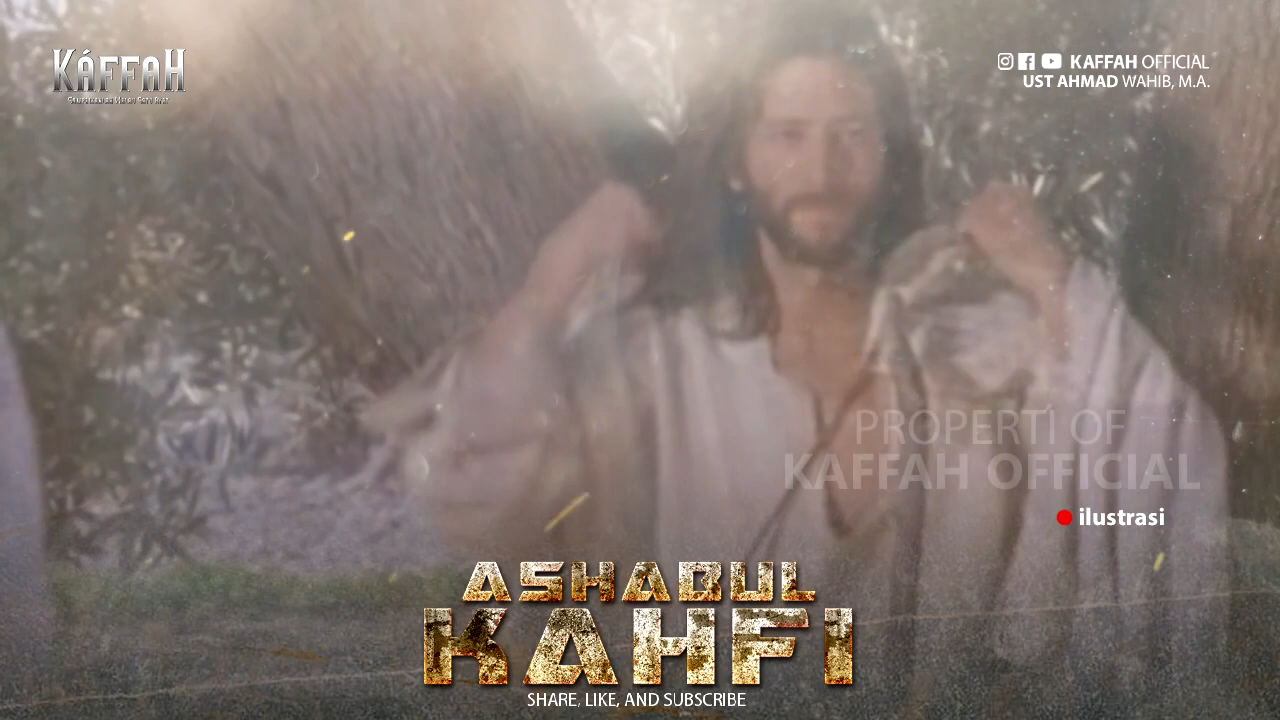 KÁFFAH
KAFFAH OFFICIAL
UST AHMAD WAHIB, M.A.
PROPERTI OF
KAFFAH OFFICIAL
ilustrasi
ASHABUL
KAHFI
SHARE, LIKE, AND SUBSCRIBE